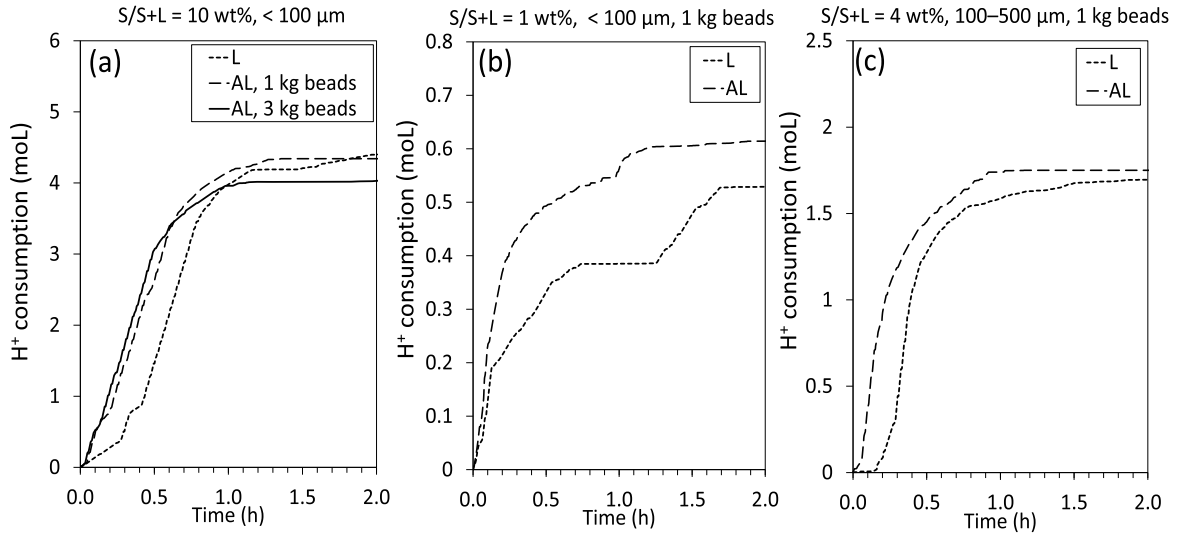 S/S+L = 10 wt%, < 100 µm
S/S+L = 1 wt%, < 100 µm, 1 kg beads
S/S+L = 4 wt%, 100–500 µm, 1 kg beads
(a)
L
AL, 1 kg beads
AL, 3 kg beads
H⁺ consumption (moL)
6
5
4
3
2
1
0
0.0 0.5 1.0 1.5 2.0
Time (h)
(b)
L
AL
H⁺ consumption (moL)
0.8
0.7
0.6
0.5
0.4
0.3
0.2
0.1
0
0.0 0.5 1.0 1.5 2.0
Time (h)
(c)
L
AL
H⁺ consumption (moL)
2.5
2
1.5
1
0.5
0
0.0 0.5 1.0 1.5 2.0
Time (h)